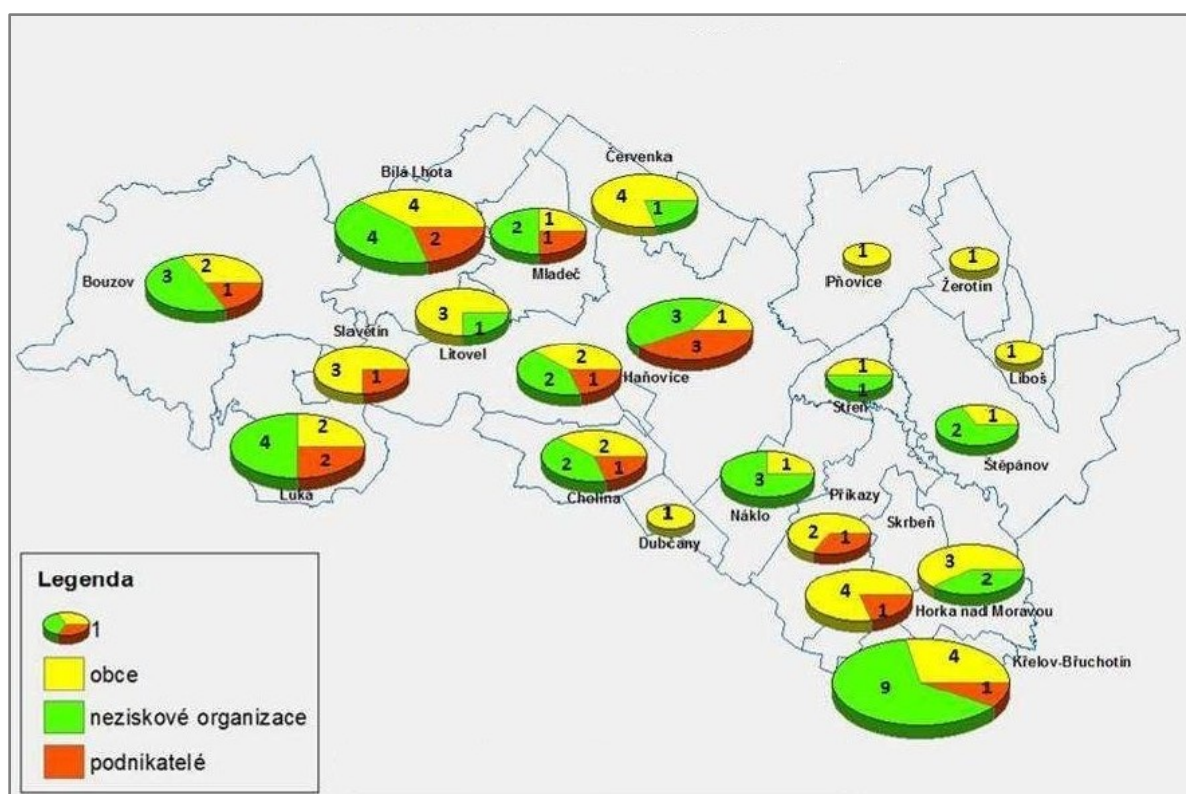 Červenka
Bílá Lhota
4
1
4
4
2
2
1
1
Mladeč
1
Pňovice
1
Žerotín
Bouzov
3
2
1
3
1
Litovel
Slavětín
3
1
3
1
3
Haňovice
2
2
1
1
Liboš
1
1
Střeň
1
2
Štěpánov
4
2
2
Luká
2
2
1
Cholina
1
3
Náklo
1
Dubčany
Příkazy
2
1
Skrbeň
3
2
Horka nad Moravou
4
1
Křelov-Břuchotín
4
9
1
Legenda
1
obce
neziskové organizace
podnikatelé